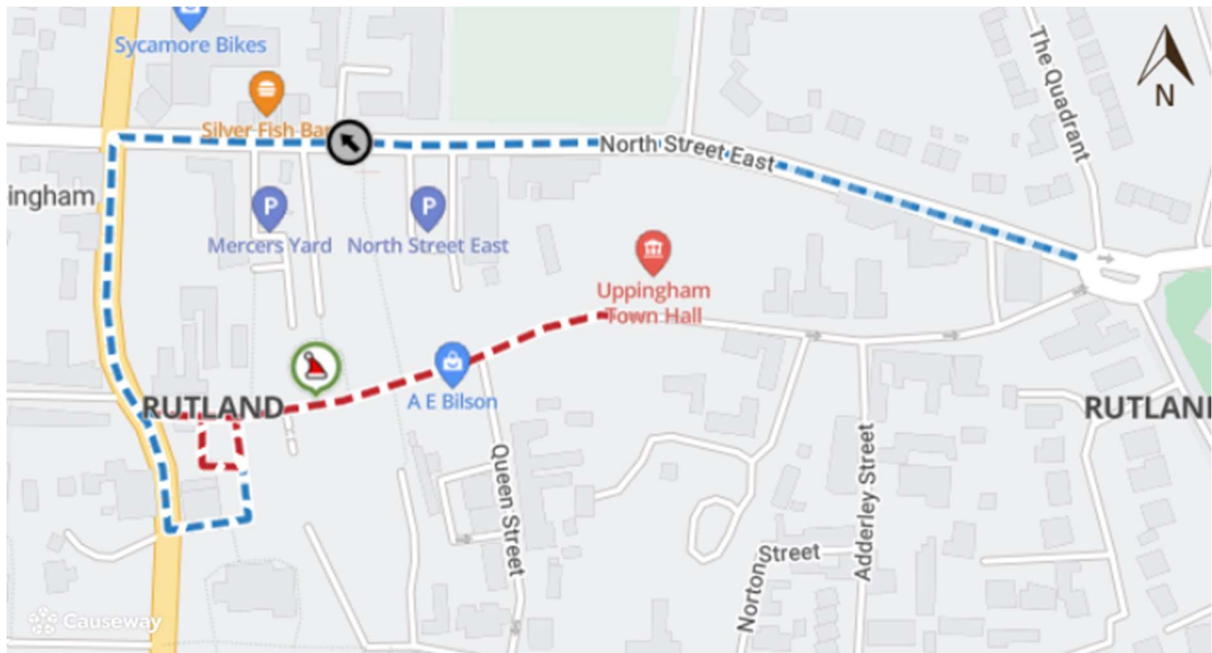 Sycamore Bikes
The Quadrant
N
Silver Fish Bar
North Street East
ingham
P
P
Mercers Yard
North Street East
Uppingham
Town Hall
A E Bilson
RUTLAND
RUTLAN
Queen Street
Adderley Street
Norton Street
Causeway